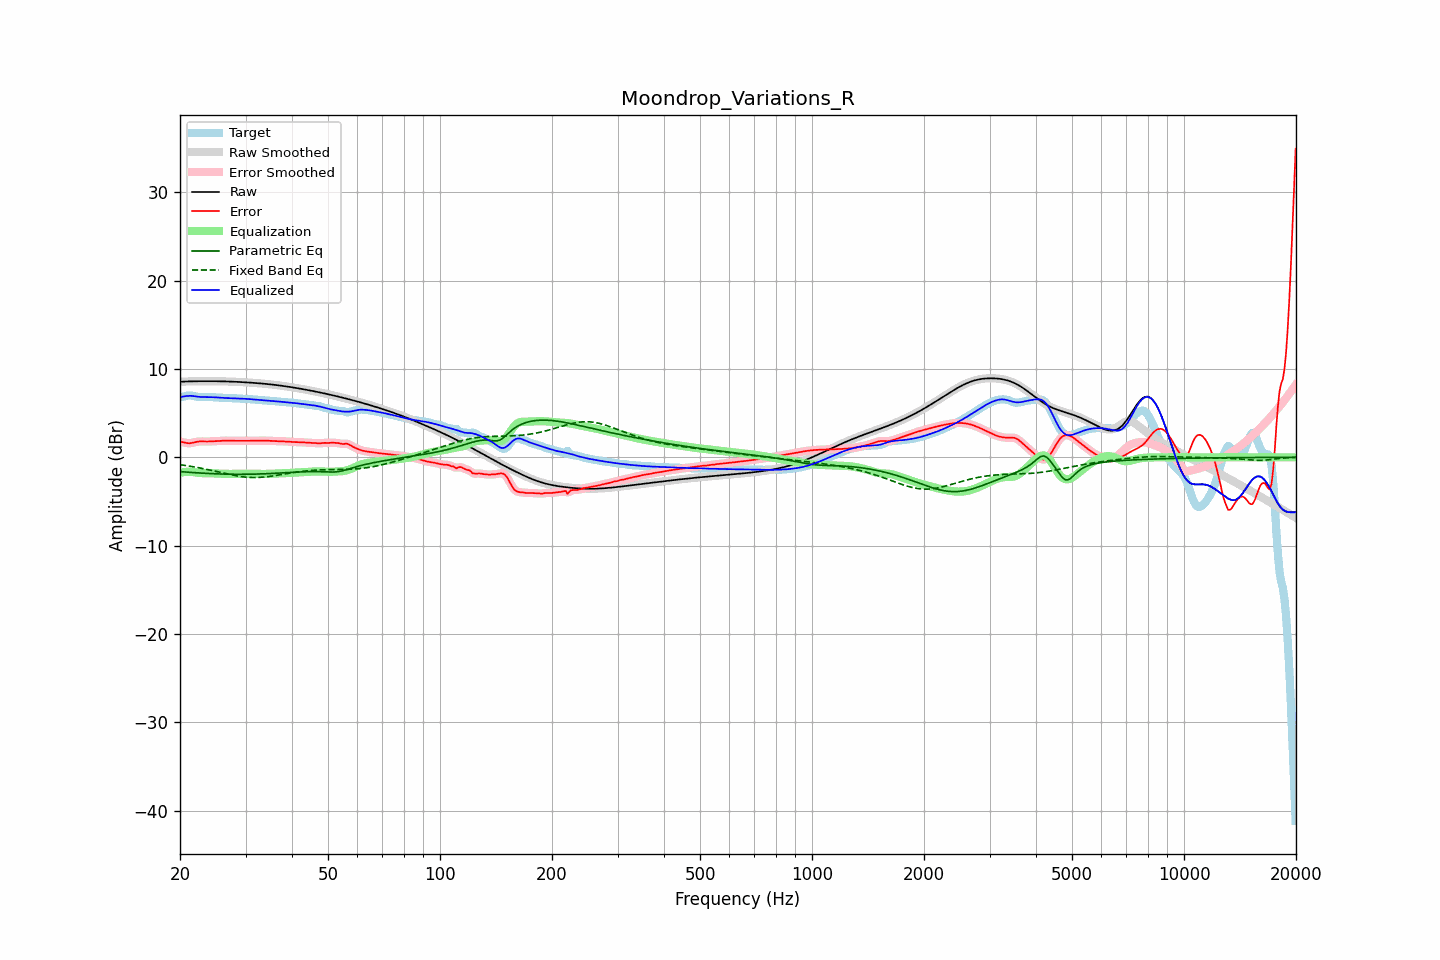 Moondrop_Variations_R
Target
Raw Smoothed
Error Smoothed
Raw
Error
Equalization
Parametric Eq
Fixed Band Eq
Equalized
30
20
10
0
−10
−20
−30
−40
Amplitude (dBr)
20
50
100
200
500
1000
2000
5000
10000
20000
Frequency (Hz)